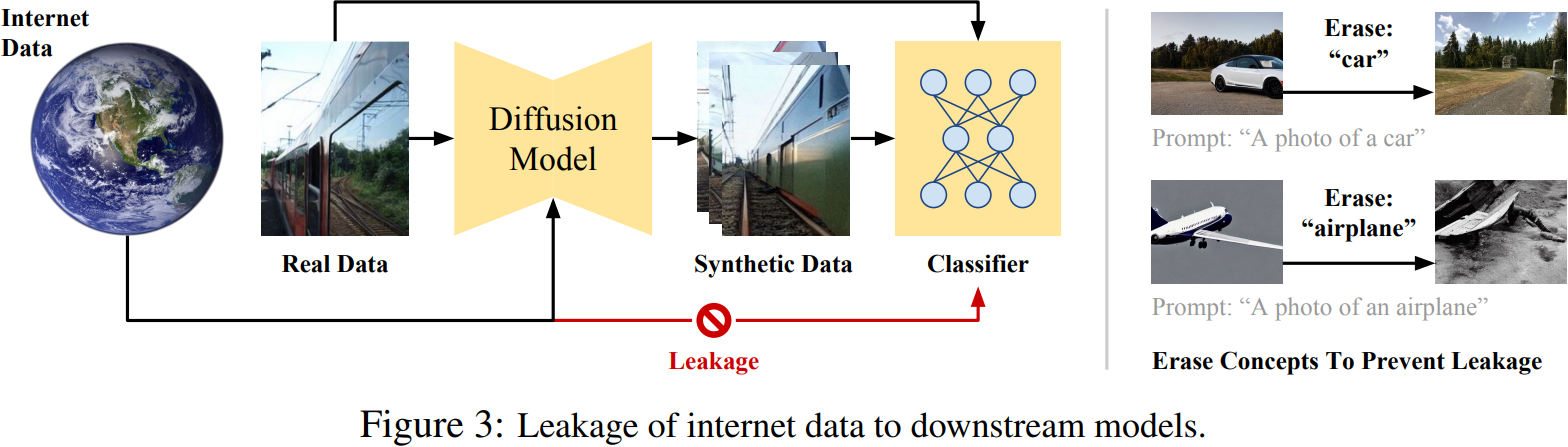 Internet
Data
Diffusion
Model
Real Data
Synthetic Data
Classifier
Leakage
Erase:
“car”
Prompt: “A photo of a car”
Erase:
“airplane”
Prompt: “A photo of an airplane”
Erase Concepts To Prevent Leakage
Figure 3: Leakage of internet data to downstream models.